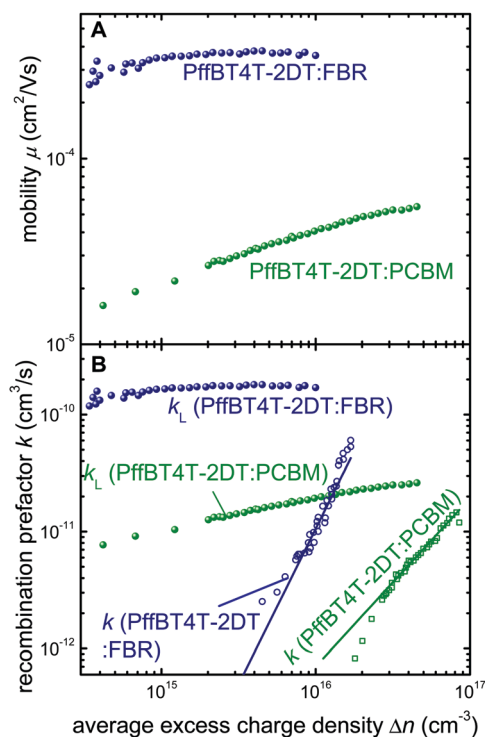 A
PffBT4T-2DT:FBR
10⁻⁴
mobility μ (cm²/Vs)
PffBT4T-2DT:PCBM
10⁻⁵
B
10⁻¹⁰
k_L (PffBT4T-2DT:FBR)
k_L (PffBT4T-2DT:PCBM)
10⁻¹¹
recombination prefactor k (cm³/s)
k (PffBT4T-2DT
:FBR)
k (PffBT4T-2DT:PCBM)
10⁻¹²
10¹⁵ 10¹⁶ 10¹⁷
average excess charge density Δn (cm⁻³)